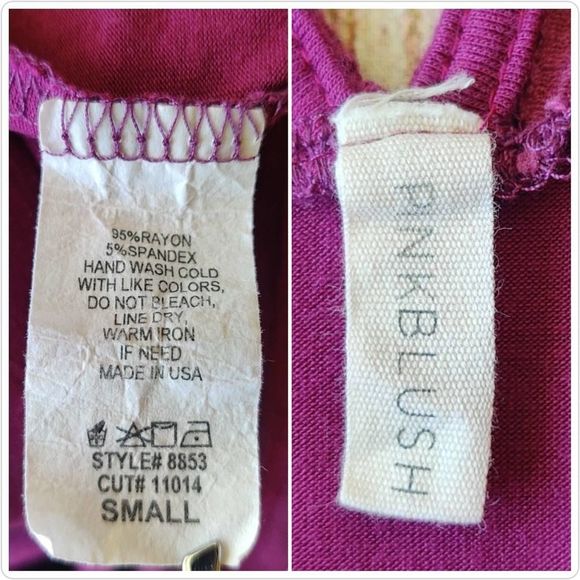 95%RAYON
5%SPANDEX
HAND WASH COLD
WITH LIKE COLORS,
DO NOT BLEACH,
LINE DRY,
WARM IRON
IF NEED
MADE IN USA
STYLE# 8853
CUT# 11014
SMALL
PINKBLUSH